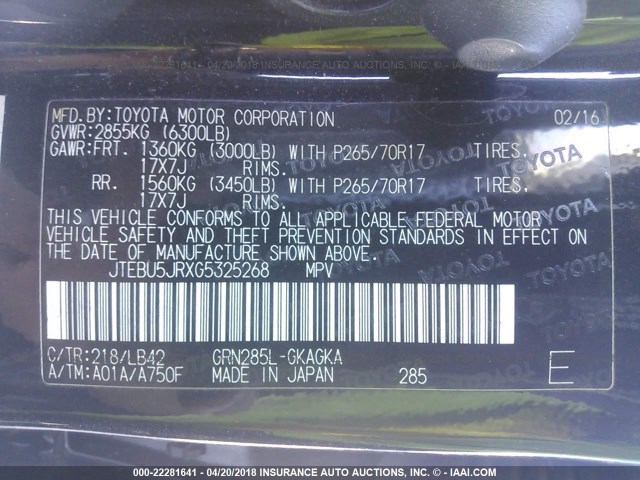 MFD.BY:TOYOTA MOTOR CORPORATION 02/16
GVWR:2855KG (6300LB)
GAWR:FRT. 1360KG (3000LB) WITH P265/70R17 TIRES,
17X7J RIMS.
RR. 1560KG (3450LB) WITH P265/70R17 TIRES,
17X7J RIMS.
THIS VEHICLE CONFORMS TO ALL APPLICABLE FEDERAL MOTOR
VEHICLE SAFETY AND THEFT PREVENTION STANDARDS IN EFFECT ON
THE DATE OF MANUFACTURE SHOWN ABOVE.
JTEBU5JRXG5325268 MPV
C/TR:218/LB42 GRN285L-GKAGKA
A/TM:A01A/A750F MADE IN JAPAN 285 E
TOYOTA
TOYOTA
TOYOTA
TOYOTA
000-22281641 - 04/20/2018 INSURANCE AUTO AUCTIONS INC. - © - IAAI.COM